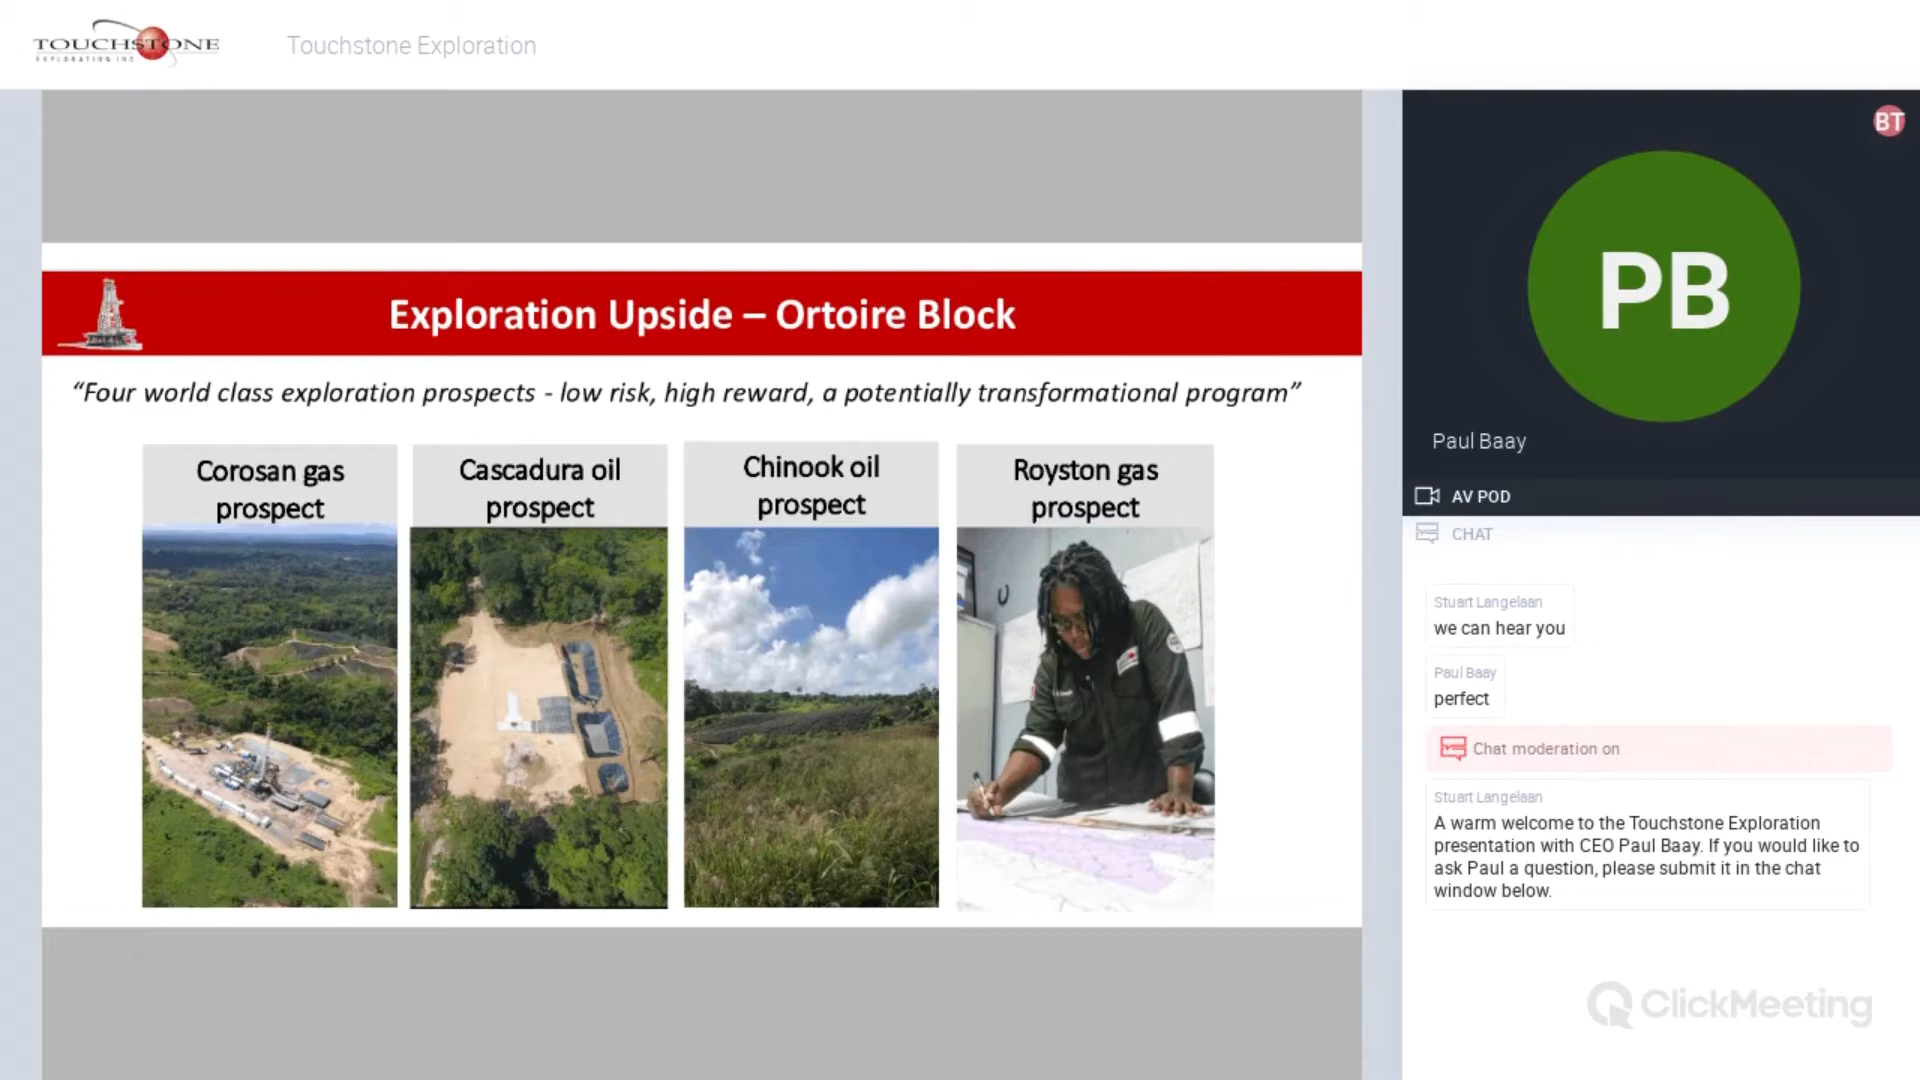 TOUCHSTONE
EXPLORATION INC
Touchstone Exploration
Exploration Upside – Ortoire Block
“Four world class exploration prospects - low risk, high reward, a potentially transformational program”
Corosan gas
prospect
Cascadura oil
prospect
Chinook oil
prospect
Royston gas
prospect
BT
PB
Paul Baay
AV POD
CHAT
Stuart Langelaan
we can hear you
Paul Baay
perfect
Chat moderation on
Stuart Langelaan
A warm welcome to the Touchstone Exploration
presentation with CEO Paul Baay. If you would like to
ask Paul a question, please submit it in the chat
window below.
ClickMeeting